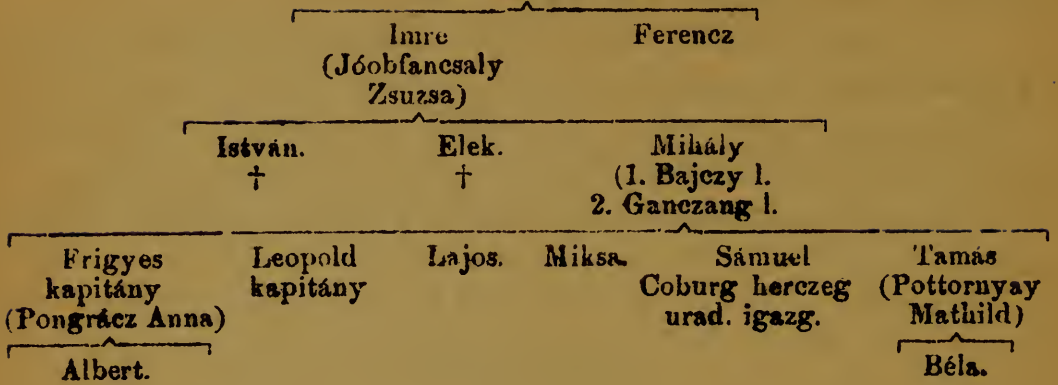 Imre Ferencz
(Jóobfancsaly
Zsuzsa)
István. Elek. Mihály
† † (1. Bajczy l.
2. Ganczang l.
Frigyes Leopold Lajos. Miksa. Sámuel Tamás
kapitány kapitány Coburg herczeg (Pottornyay
(Pongrácz Anna) urad. igazg. Mathild)
Albert. Béla.